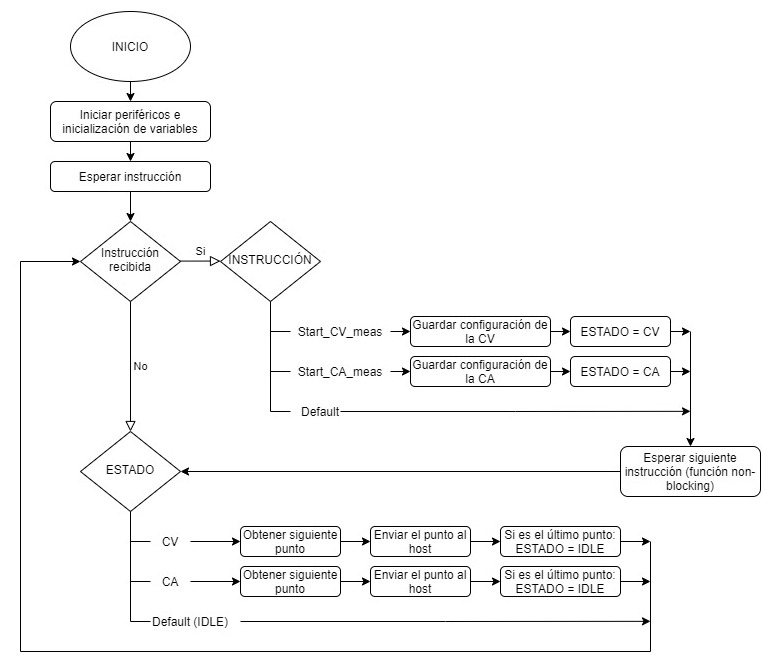 INICIO
Iniciar periféricos e
inicialización de variables
Esperar instrucción
Instrucción
recibida
Si
INSTRUCCIÓN
Start_CV_meas
Guardar configuración de
la CV
ESTADO = CV
Start_CA_meas
Guardar configuración de
la CA
ESTADO = CA
No
Default
Esperar siguiente
instrucción (función non-
blocking)
ESTADO
CV
Obtener siguiente
punto
Enviar el punto al
host
Si es el último punto:
ESTADO = IDLE
CA
Obtener siguiente
punto
Enviar el punto al
host
Si es el último punto:
ESTADO = IDLE
Default (IDLE)